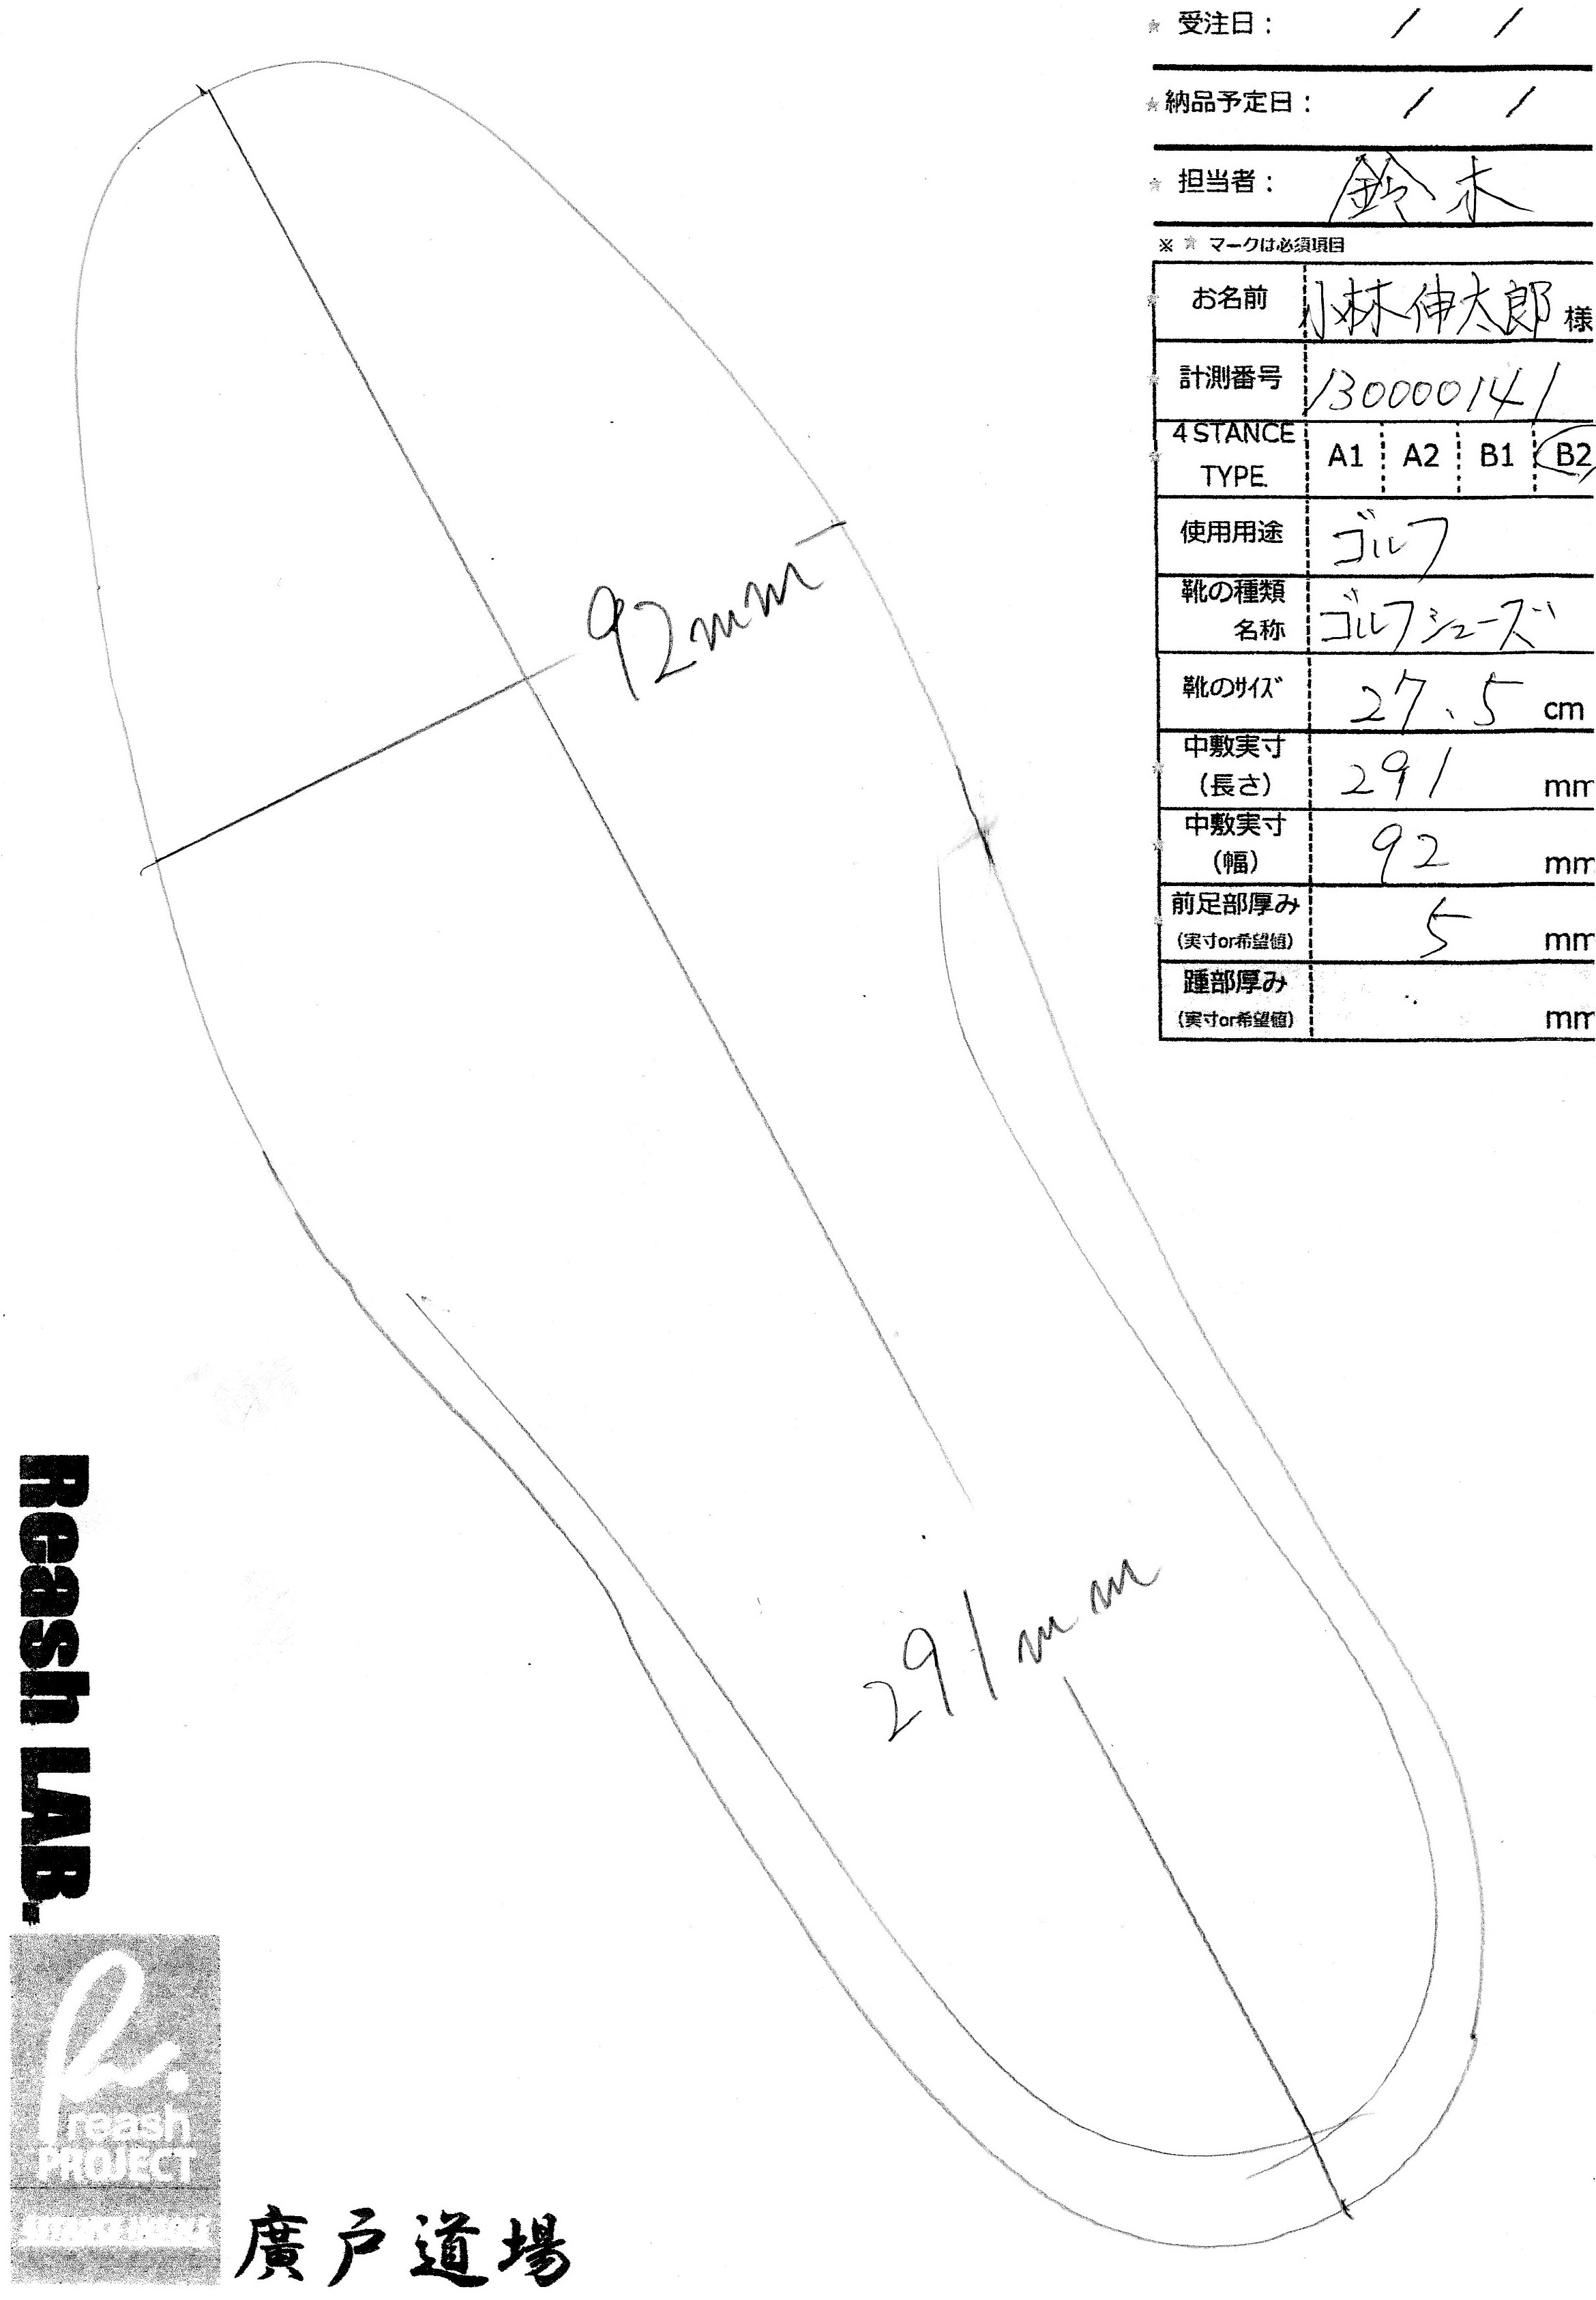 ★ 受注日： / /
★ 納品予定日： / /
★ 担当者： 鈴木
※ ★ マークは必須項目
★ お名前 小林伸太郎 様
★ 計測番号 130000141
★ 4STANCE TYPE. A1 A2 B1 B2
使用用途 ゴルフ
靴の種類 名称 ゴルフシューズ
靴のサイズ 27.5 cm
★ 中敷実寸 (長さ) 291 mm
★ 中敷実寸 (幅) 92 mm
★ 前足部厚み (実寸or希望値) 5 mm
踵部厚み (実寸or希望値) mm
92mm
291mm
Reash LAB.
reash
PROJECT
廣戸道場